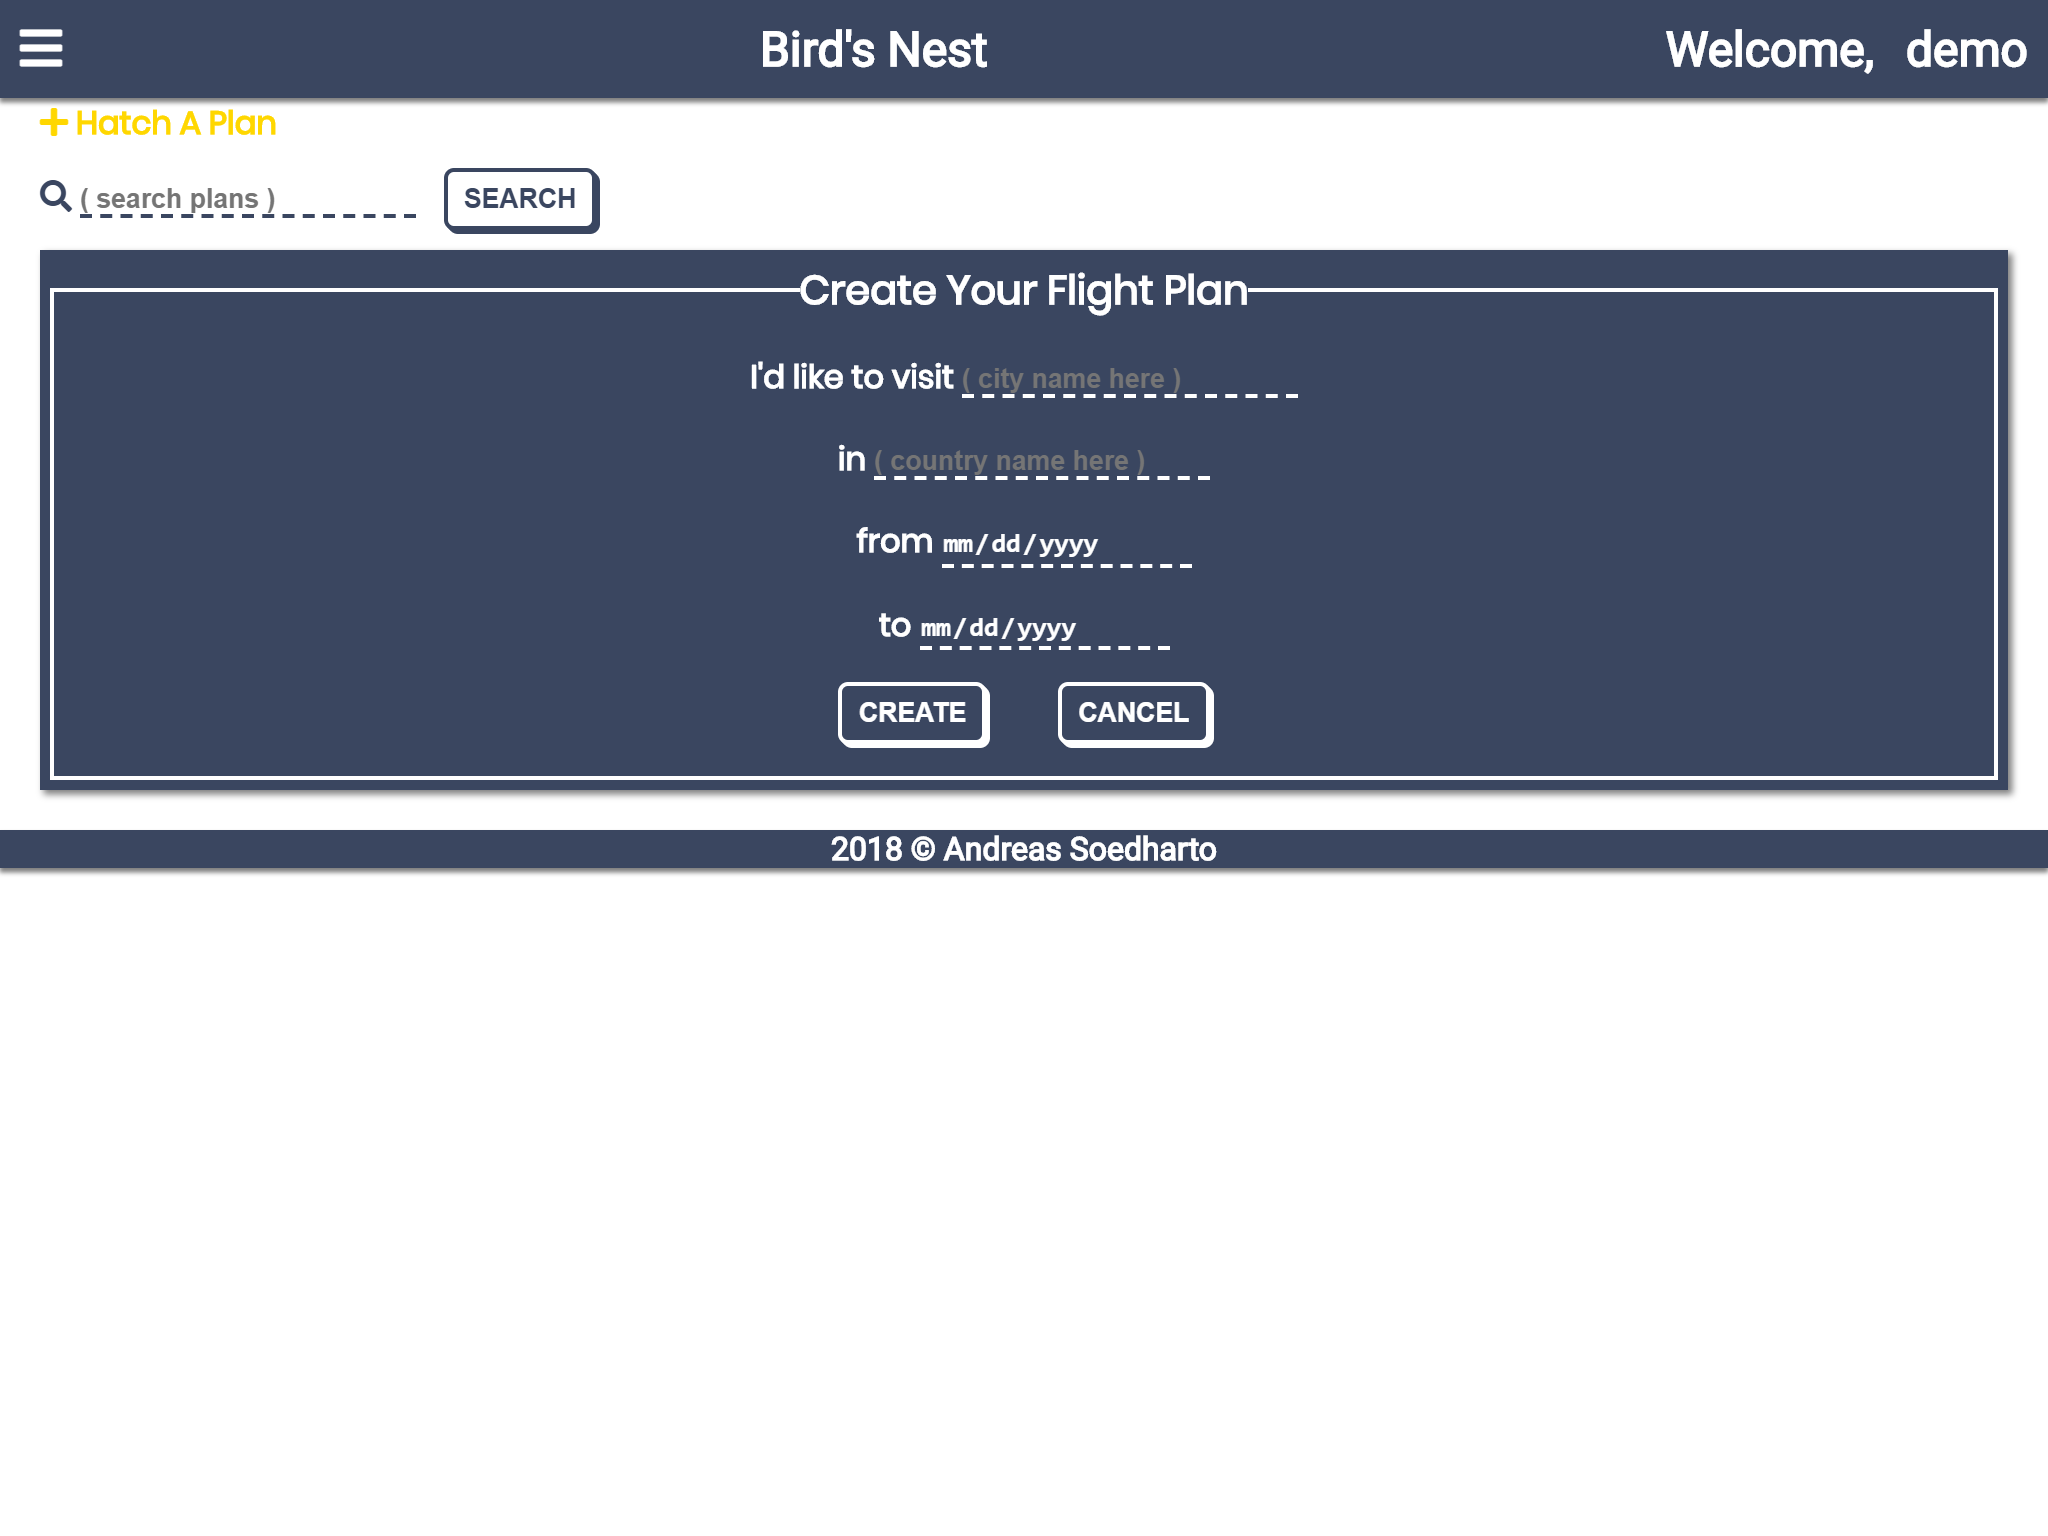 Bird's Nest
Welcome, demo
Hatch A Plan
( search plans ) SEARCH
Create Your Flight Plan
I'd like to visit ( city name here )
in ( country name here )
from mm/dd/yyyy
to mm/dd/yyyy
CREATE CANCEL
2018 © Andreas Soedharto